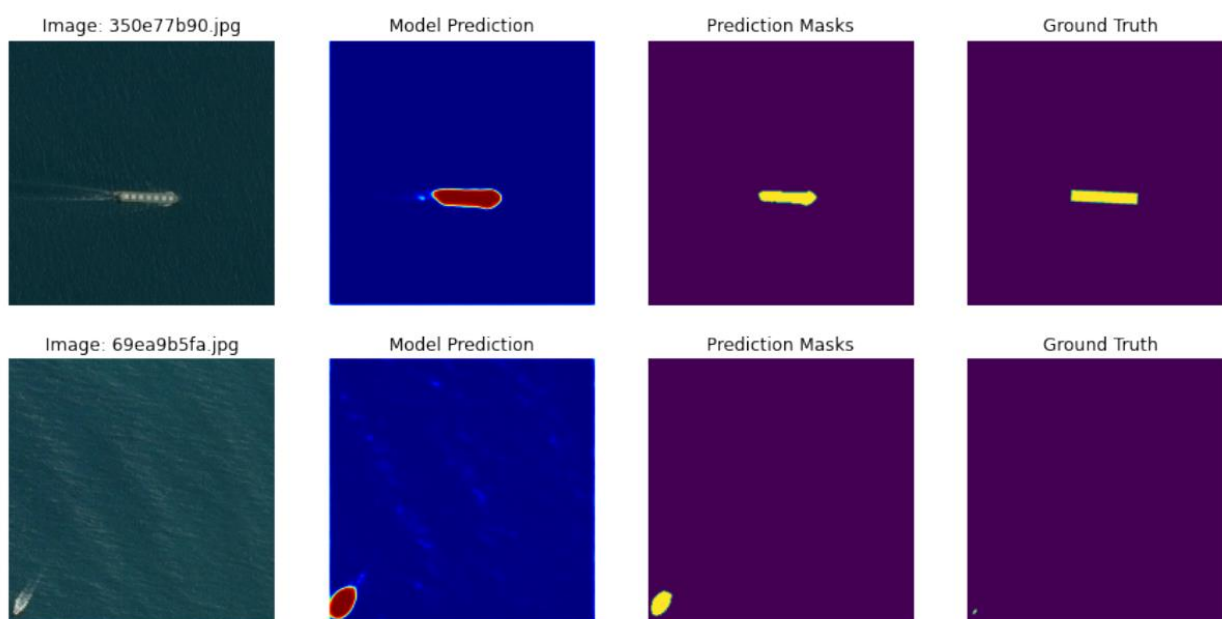 Image: 350e77b90.jpg
Model Prediction
Prediction Masks
Ground Truth
Image: 69ea9b5fa.jpg
Model Prediction
Prediction Masks
Ground Truth